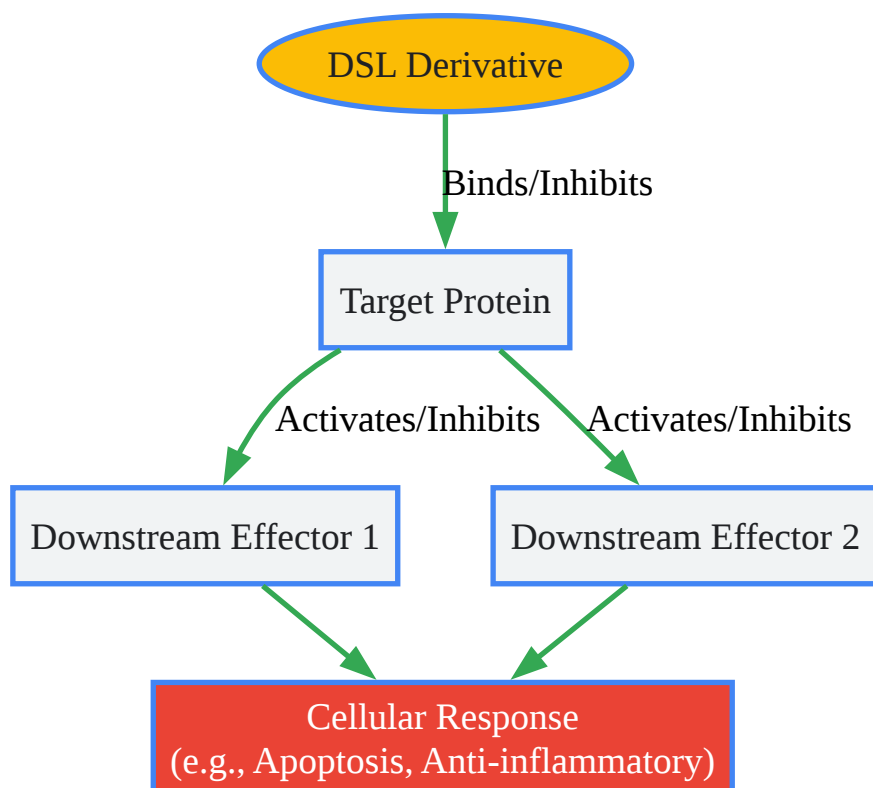 DSL Derivative
Binds/Inhibits
Target Protein
Activates/Inhibits
Activates/Inhibits
Downstream Effector 1
Downstream Effector 2
Cellular Response
(e.g., Apoptosis, Anti-inflammatory)